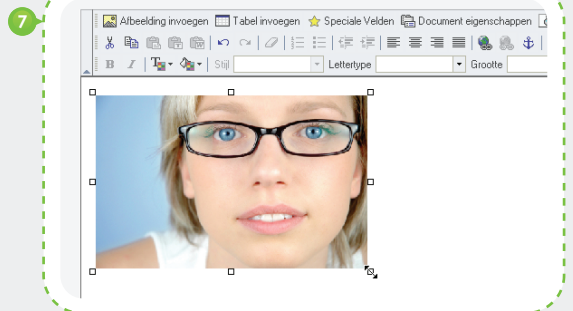 7
Afbeelding invoegen Tabel invoegen Speciale Velden Document eigenschappen
B I T Stijl Lettertype Grootte